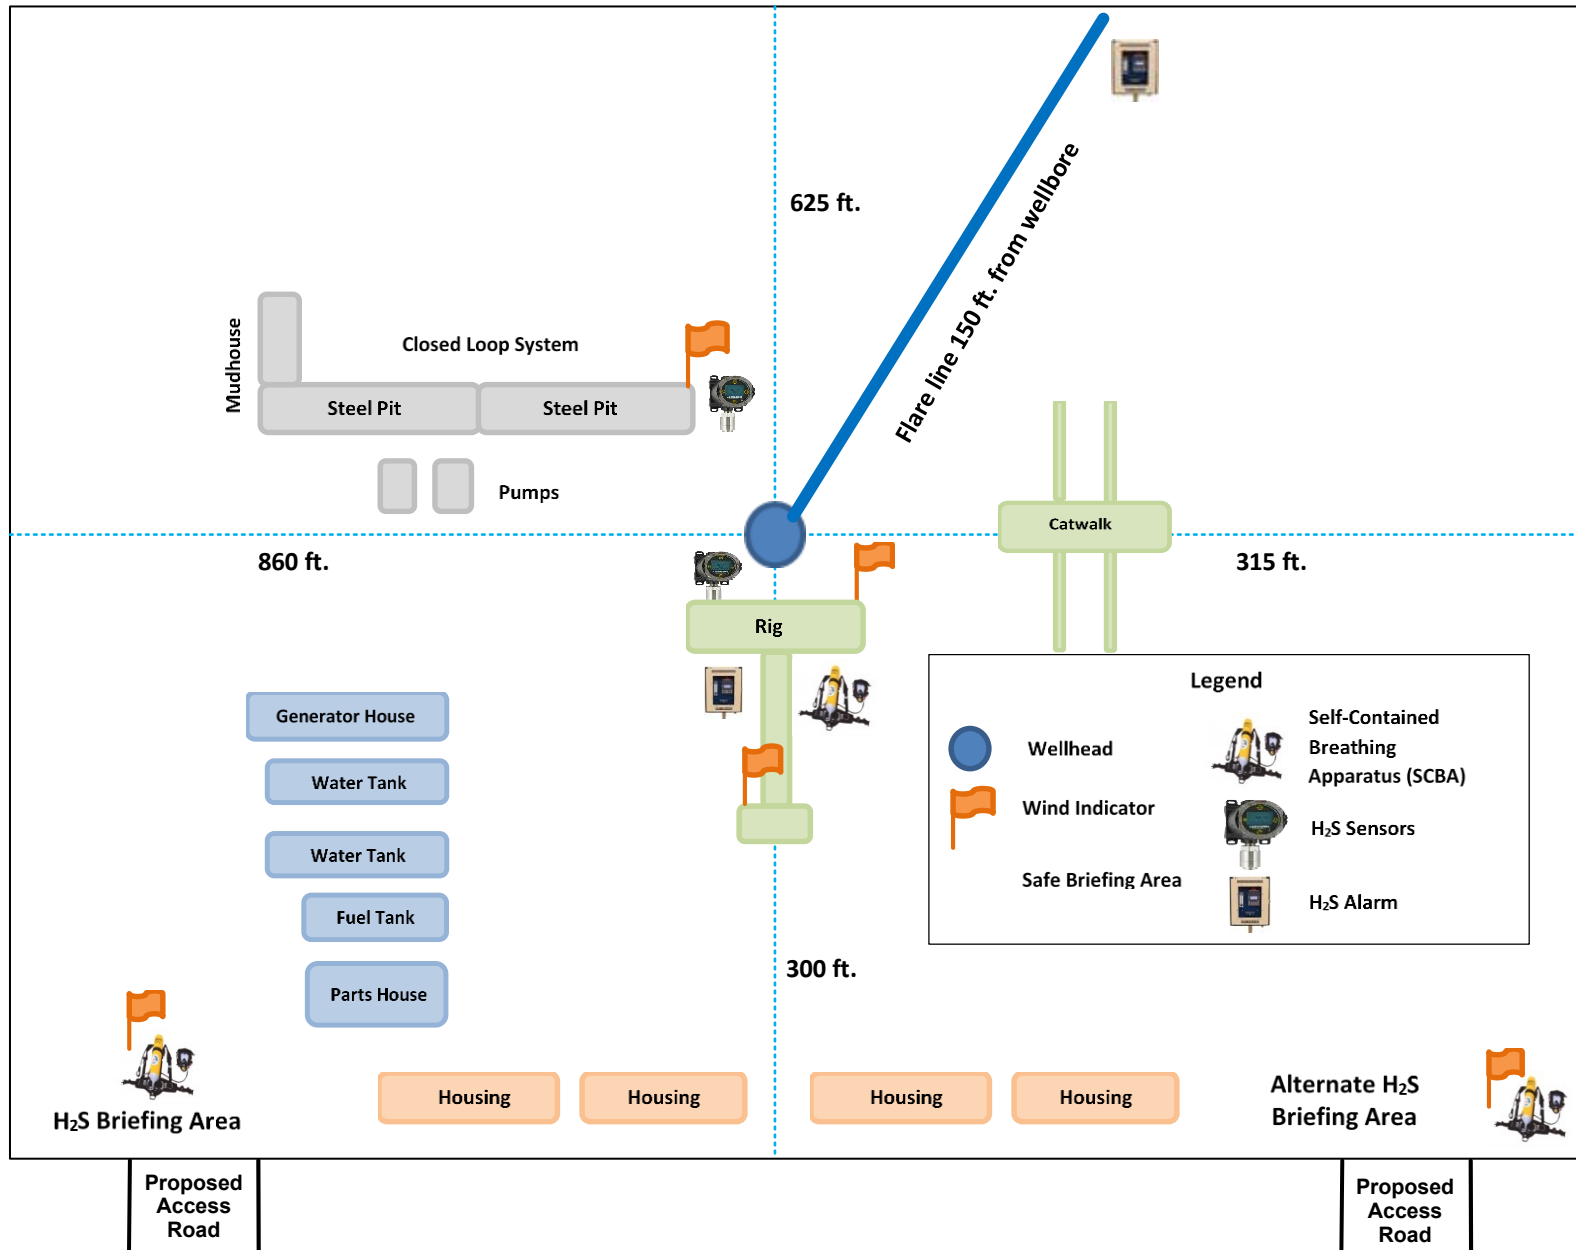 625 ft.
Flare line 150 ft. from wellbore
Mudhouse
Closed Loop System
Steel Pit
Steel Pit
Pumps
Catwalk
860 ft.
315 ft.
Rig
Generator House
Water Tank
Water Tank
Fuel Tank
Parts House
Legend
Wellhead
Wind Indicator
Safe Briefing Area
Self-Contained
Breathing
Apparatus (SCBA)
H₂S Sensors
H₂S Alarm
300 ft.
H₂S Briefing Area
Housing
Housing
Housing
Housing
Alternate H₂S
Briefing Area
Proposed
Access
Road
Proposed
Access
Road